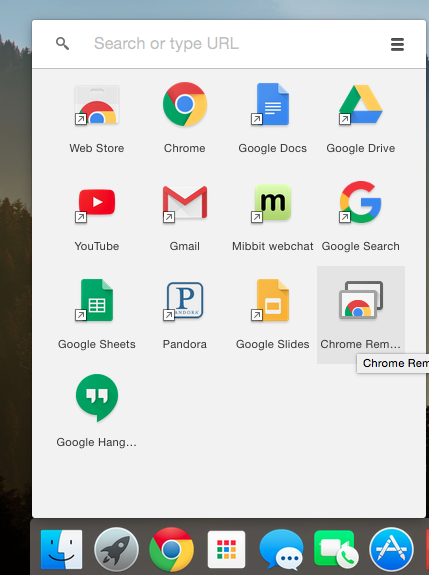 Search or type URL
Web Store
Chrome
Google Docs
Google Drive
YouTube
Gmail
Mibbit webchat
Google Search
Google Sheets
Pandora
Google Slides
Chrome Rem...
Chrome Rem
Google Hang...
m
P
PANDORA